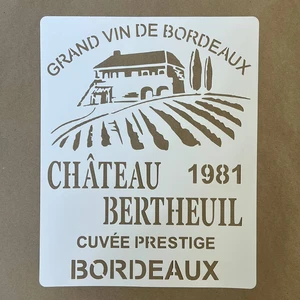 GRAND VIN DE BORDEAUX
CHÂTEAU 1981
BERTHEUIL
CUVÉE PRESTIGE
BORDEAUX